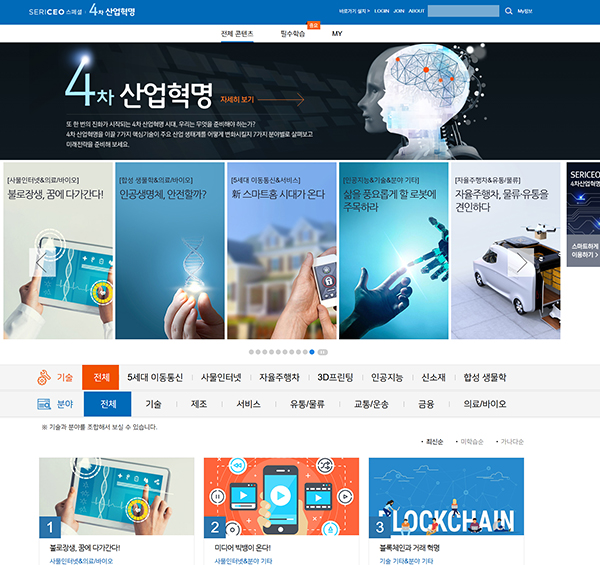 SERICEO 스페셜 · 4차 산업혁명
바로가기 설치 > LOGIN JOIN ABOUT My정보
전체 콘텐츠 필수학습 종료 MY
4차 산업혁명 자세히 보기
또 한 번의 진화가 시작되는 4차 산업혁명 시대, 우리는 무엇을 준비해야 하는가?
4차 산업혁명을 이끌 7가지 핵심기술이 주요 산업 생태계를 어떻게 변화시킬지 7가지 분야별로 살펴보고
미래전략을 준비해 보세요.
[사물인터넷&의료/바이오]
불로장생, 꿈에 다가간다!
[합성 생물학&의료/바이오]
인공생명체, 안전할까?
[5세대 이동통신&서비스]
新 스마트홈 시대가 온다
[인공지능&기술&분야 기타]
삶을 풍요롭게 할 로봇에
주목하라
[자율주행차&유통/물류]
자율주행차, 물류·유통을
견인하다
SERICEO
4차산업혁명
스마트하게
이용하기 >
기술 전체 5세대 이동통신 사물인터넷 자율주행차 3D프린팅 인공지능 신소재 합성 생물학
분야 전체 기술 제조 서비스 유통/물류 교통/운송 금융 의료/바이오
※ 기술과 분야를 조합해서 보실 수 있습니다.
• 최신순 • 미학습순 • 가나다순
BLOCKCHAIN
1 2 3
불로장생, 꿈에 다가간다! 미디어 빅뱅이 온다! 블록체인과 거래 혁명
사물인터넷&의료/바이오 사물인터넷&분야 기타 기술 기타&분야 기타